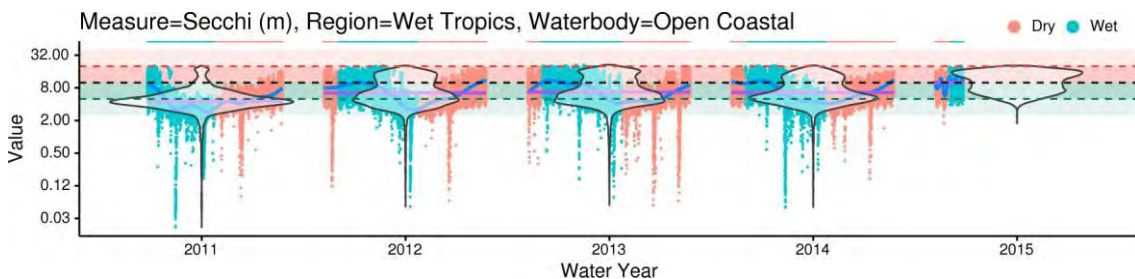 Measure=Secchi (m), Region=Wet Tropics, Waterbody=Open Coastal
Dry Wet
32.00
8.00
2.00
0.50
0.12
0.03
Value
2011 2012 2013 2014 2015
Water Year